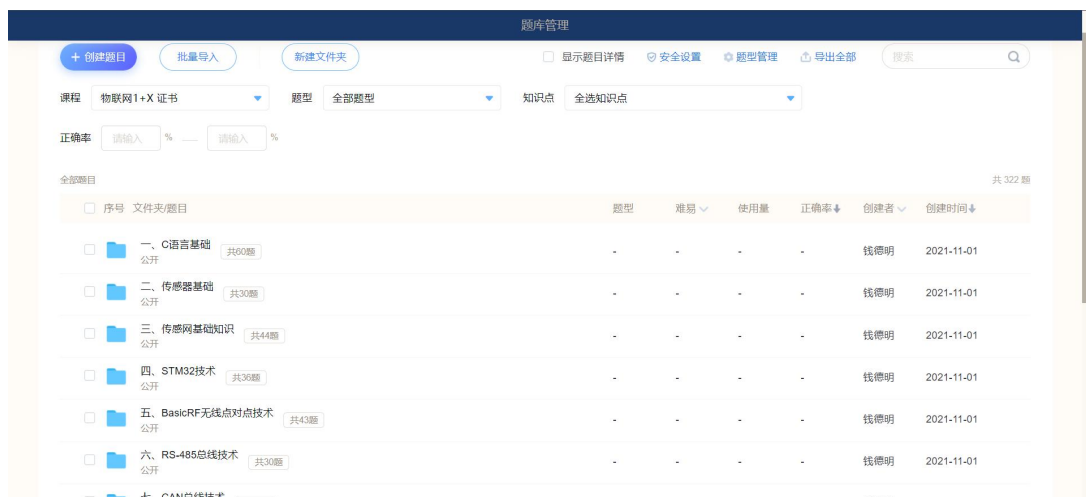 题库管理
+ 创建题目 批量导入 新建文件夹 显示题目详情 安全设置 题型管理 导出全部 搜索
课程 物联网1+X 证书 题型 全部题型 知识点 全选知识点
正确率 请输入 % — 请输入 %
全部题目 共 322 题
序号 文件夹/题目 题型 难易 使用量 正确率 创建者 创建时间
一、C语言基础 共60题 - - - - 钱德明 2021-11-01
公开
二、传感器基础 共30题 - - - - 钱德明 2021-11-01
公开
三、传感网基础知识 共44题 - - - - 钱德明 2021-11-01
公开
四、STM32技术 共36题 - - - - 钱德明 2021-11-01
公开
五、BasicRF无线点对点技术 共43题 - - - - 钱德明 2021-11-01
公开
六、RS-485总线技术 共30题 - - - - 钱德明 2021-11-01
公开
七、CAN总线技术